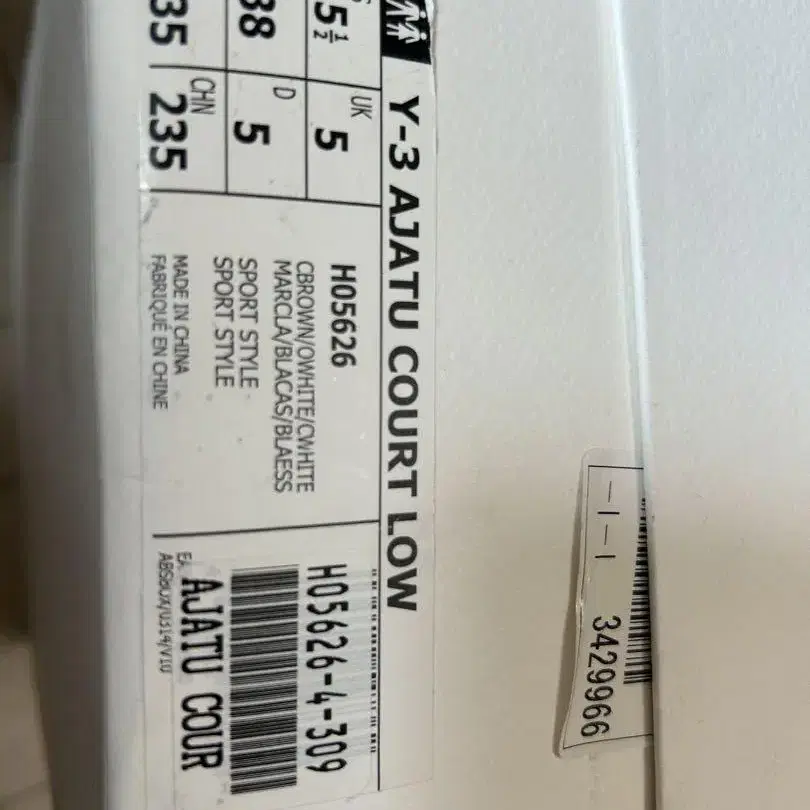 Y-3 AJATU COURT LOW
5½
UK
5
38
D
5
35
CHN
235
H05626
CBROWN/OWHITE/CWHITE
MARCLA/BLACAS/BLAESS
SPORT STYLE
SPORT STYLE
MADE IN CHINA
FABRIQUÉ EN CHINE
H05626-4-309
AJATU COUR
3429966